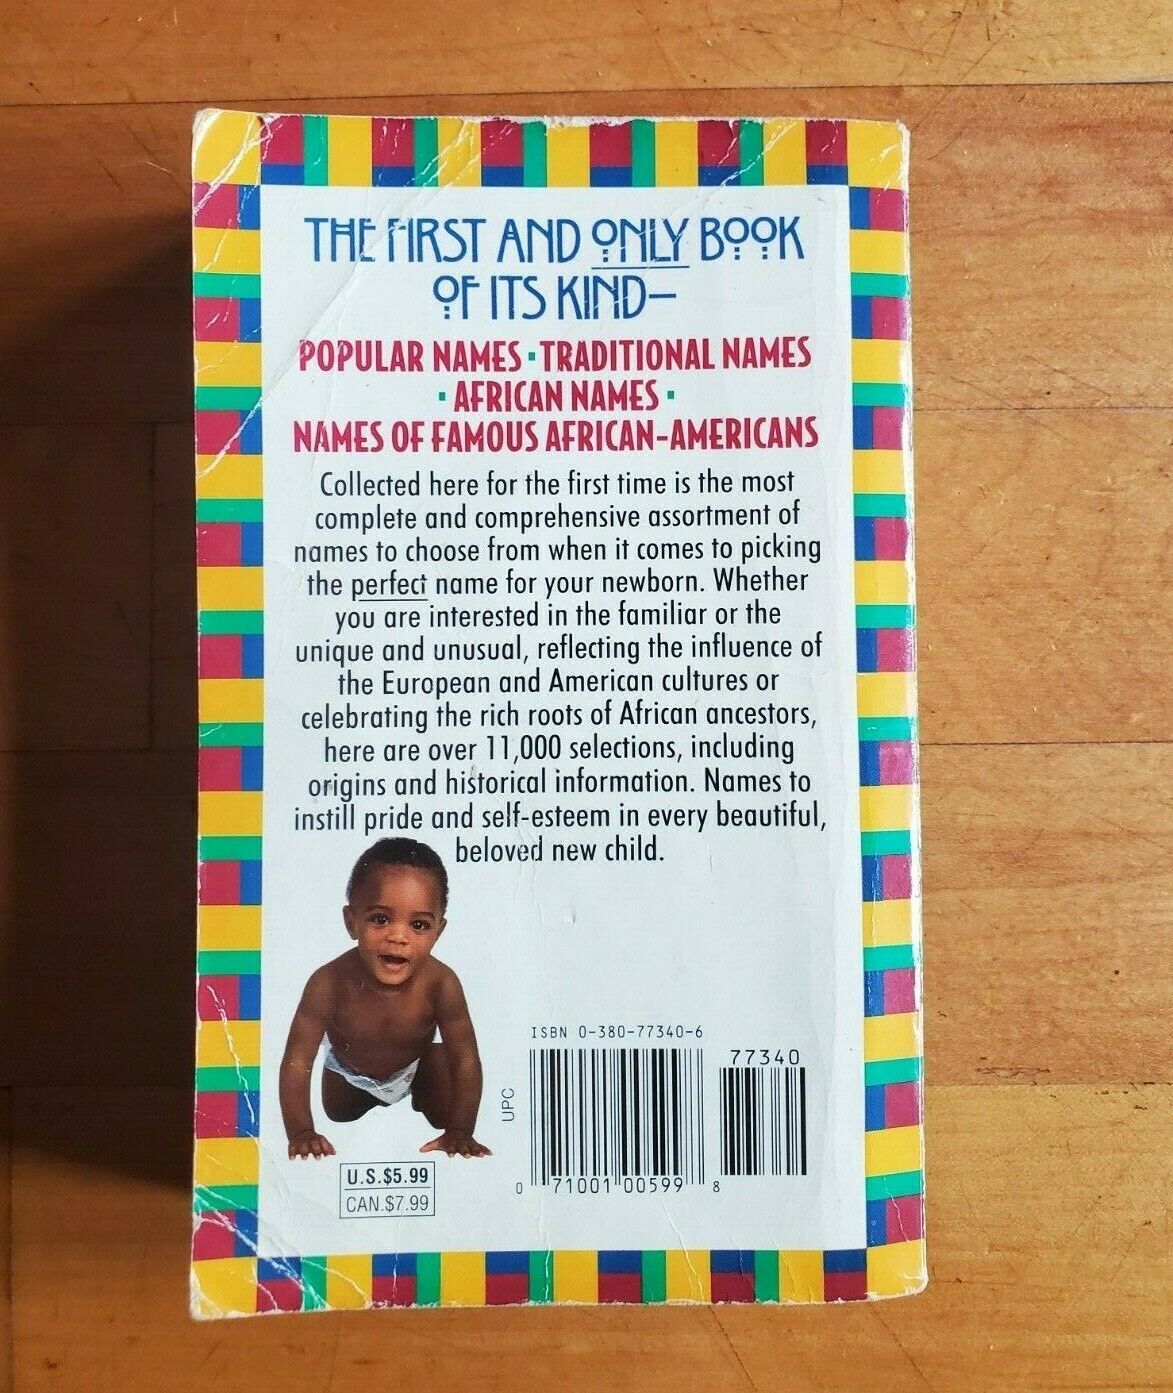 THE FIRST AND ONLY BOOK
OF ITS KIND—
POPULAR NAMES · TRADITIONAL NAMES
· AFRICAN NAMES ·
NAMES OF FAMOUS AFRICAN-AMERICANS
Collected here for the first time is the most
complete and comprehensive assortment of
names to choose from when it comes to picking
the perfect name for your newborn. Whether
you are interested in the familiar or the
unique and unusual, reflecting the influence of
the European and American cultures or
celebrating the rich roots of African ancestors,
here are over 11,000 selections, including
origins and historical information. Names to
instill pride and self-esteem in every beautiful,
beloved new child.
ISBN 0-380-77340-6
77340
UPC
0 71001 00599 8
U.S.$5.99
CAN.$7.99